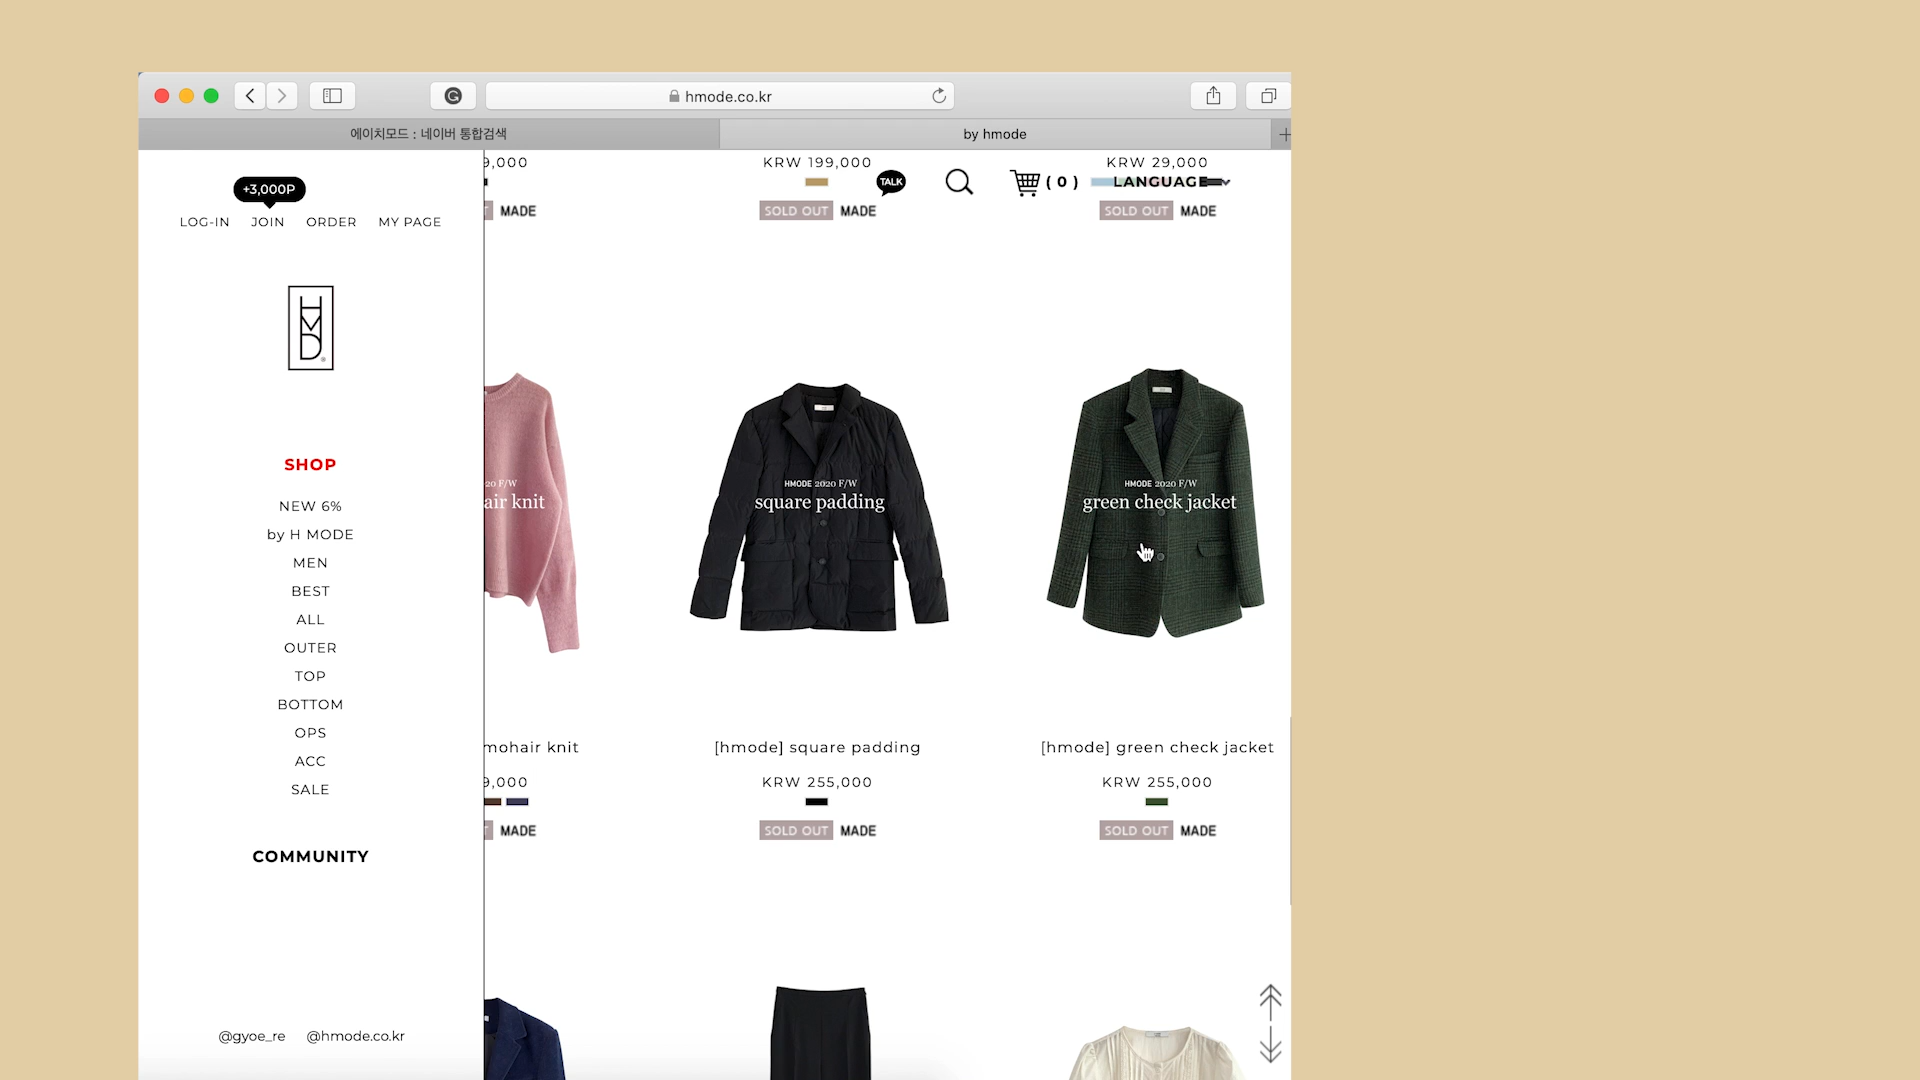 hmode.co.kr
에이치모드 : 네이버 통합검색
by hmode
+3,000P
LOG-IN JOIN ORDER MY PAGE
HMD
SHOP
NEW 6%
by H MODE
MEN
BEST
ALL
OUTER
TOP
BOTTOM
OPS
ACC
SALE
COMMUNITY
@gyoe_re @hmode.co.kr
9,000 KRW 199,000 KRW 29,000
TALK ( 0 ) LANGUAGE
MADE SOLD OUT MADE SOLD OUT MADE
20 F/W HMODE 2020 F/W HMODE 2020 F/W
air knit square padding green check jacket
mohair knit [hmode] square padding [hmode] green check jacket
9,000 KRW 255,000 KRW 255,000
MADE SOLD OUT MADE SOLD OUT MADE